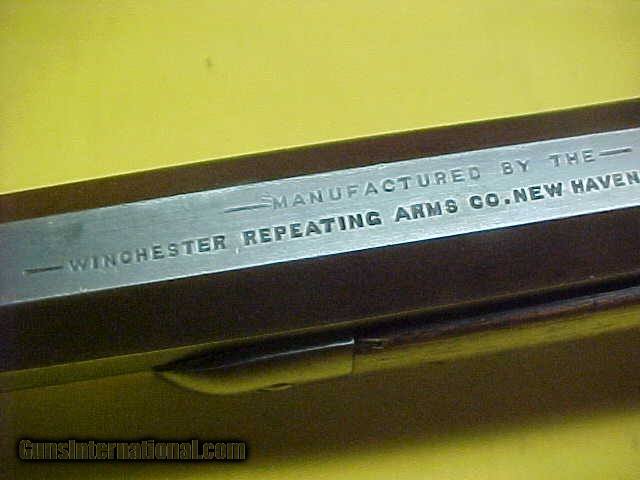 —MANUFACTURED BY THE—
—WINCHESTER REPEATING ARMS CO. NEW HAVEN
GunsInternational.com